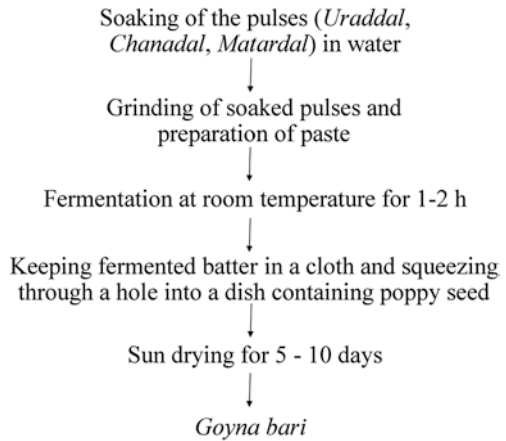 Soaking of the pulses (Uraddal,
Chanadal, Matardal) in water
Grinding of soaked pulses and
preparation of paste
Fermentation at room temperature for 1-2 h
Keeping fermented batter in a cloth and squeezing
through a hole into a dish containing poppy seed
Sun drying for 5 - 10 days
Goyna bari